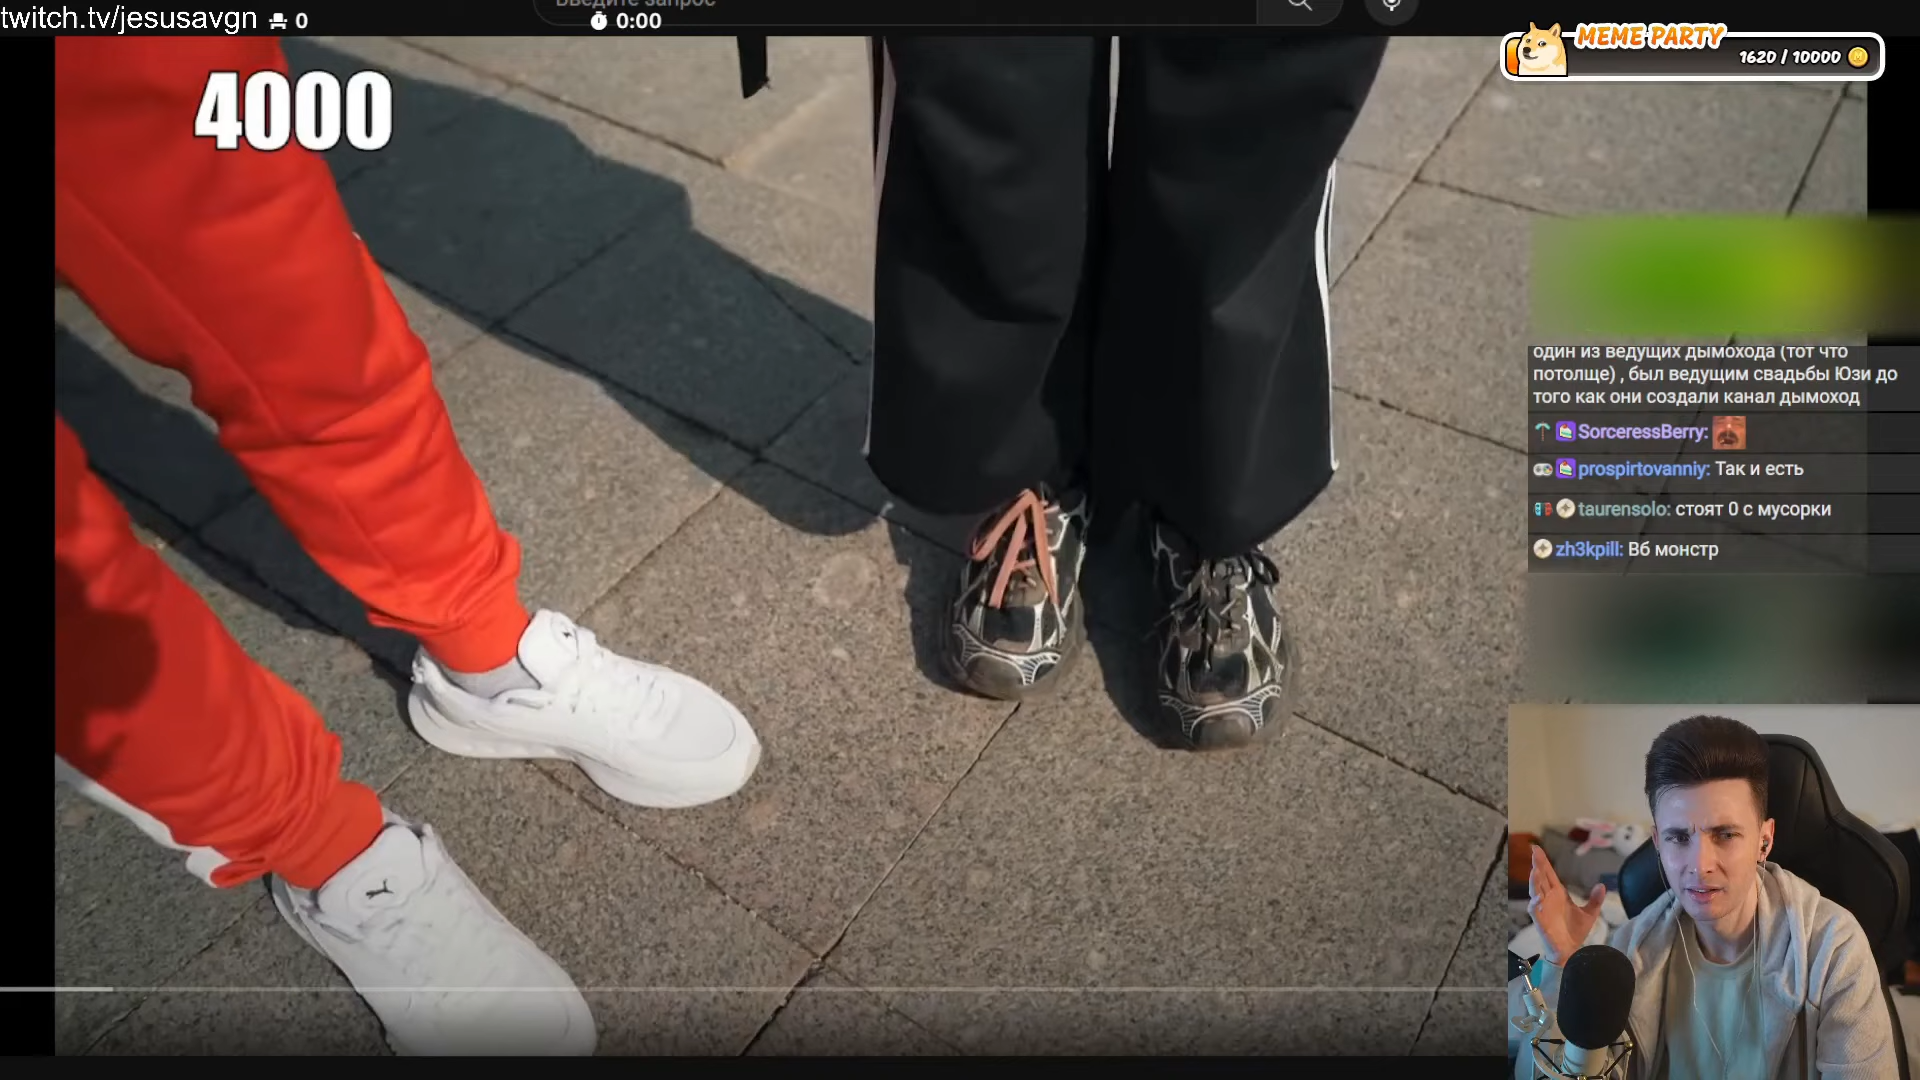 twitch.tv/jesusavgn 0
Введите запрос
0:00
MEME PARTY
1620 / 10000
4000
один из ведущих дымохода (тот что
потолще) , был ведущим свадьбы Юзи до
того как они создали канал дымоход
SorceressBerry:
prospirtovanniy: Так и есть
taurensolo: стоят 0 с мусорки
zh3kpill: Вб монстр